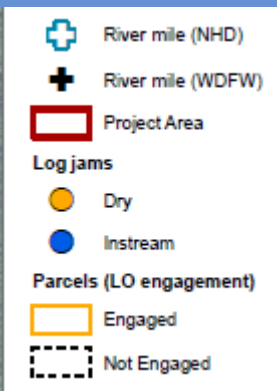 River mile (NHD)
River mile (WDFW)
Project Area
Log jams
Dry
Instream
Parcels (LO engagement)
Engaged
Not Engaged